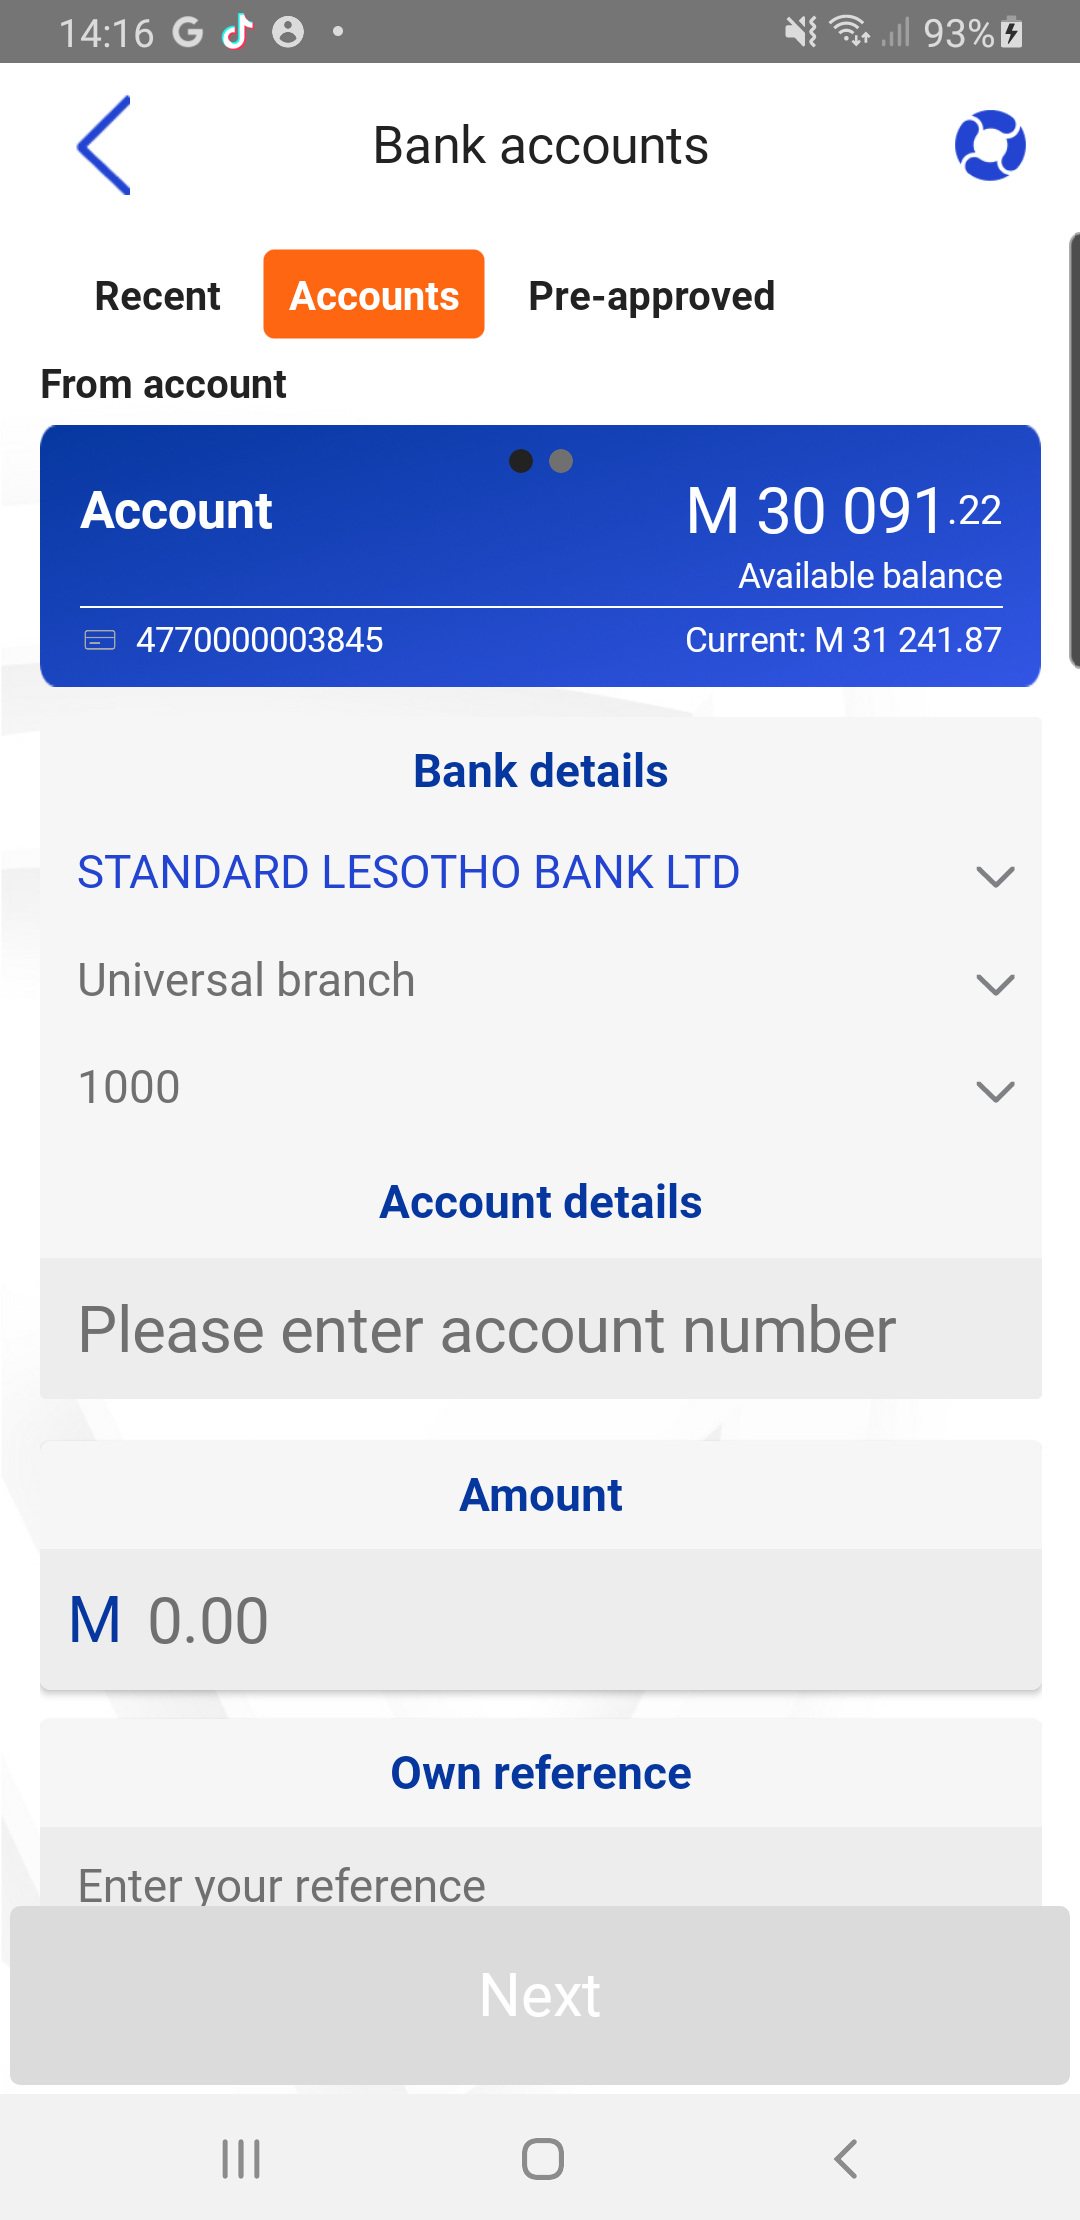 14:16 G 93%
Bank accounts
Recent Accounts Pre-approved
From account
Account M 30 091.22
Available balance
4770000003845 Current: M 31 241.87
Bank details
STANDARD LESOTHO BANK LTD
Universal branch
1000
Account details
Please enter account number
Amount
M 0.00
Own reference
Enter your reference
Next